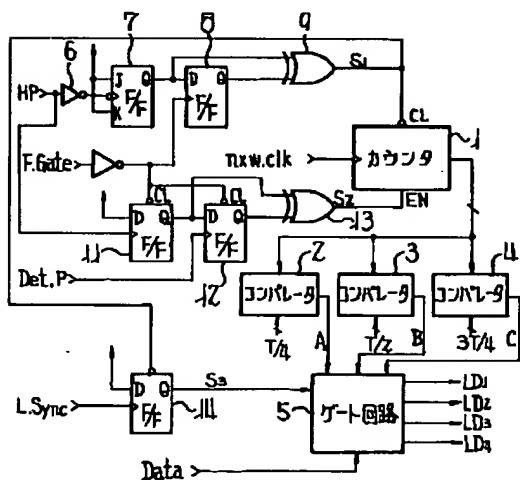 7
8
9
6
HP
J Q
K
F/F
D Q
F/F
S1
CL
1
F.Gate
nxw.clk
カウンタ
EN
CL
CL
D Q
F/F
D Q
F/F
S2
13
11
12
Det.P
2
3
4
コンパレータ
コンパレータ
コンパレータ
T/4
A
T/2
B
3T/4
C
D Q
F/F
S3
14
L.Sync
5
ゲート回路
LD1
LD2
LD3
LD4
Data